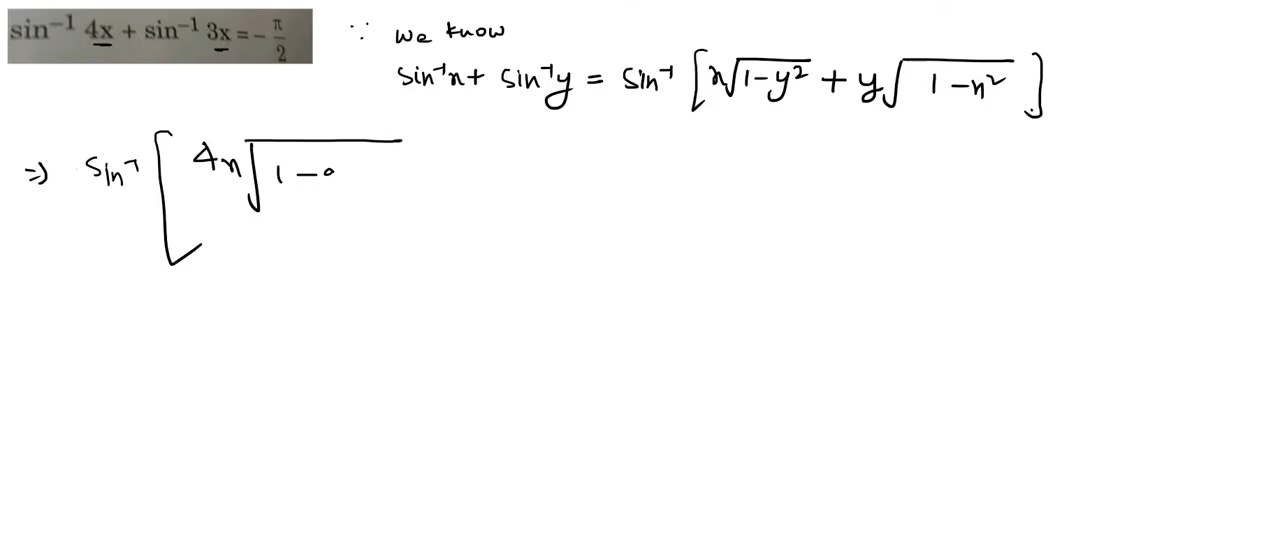 sin⁻¹ 4x + sin⁻¹ 3x = - π/2
∵ we know
sin⁻¹x + sin⁻¹y = sin⁻¹ [x√(1-y²) + y√(1-x²)]
⇒ sin⁻¹ [4x√(1-